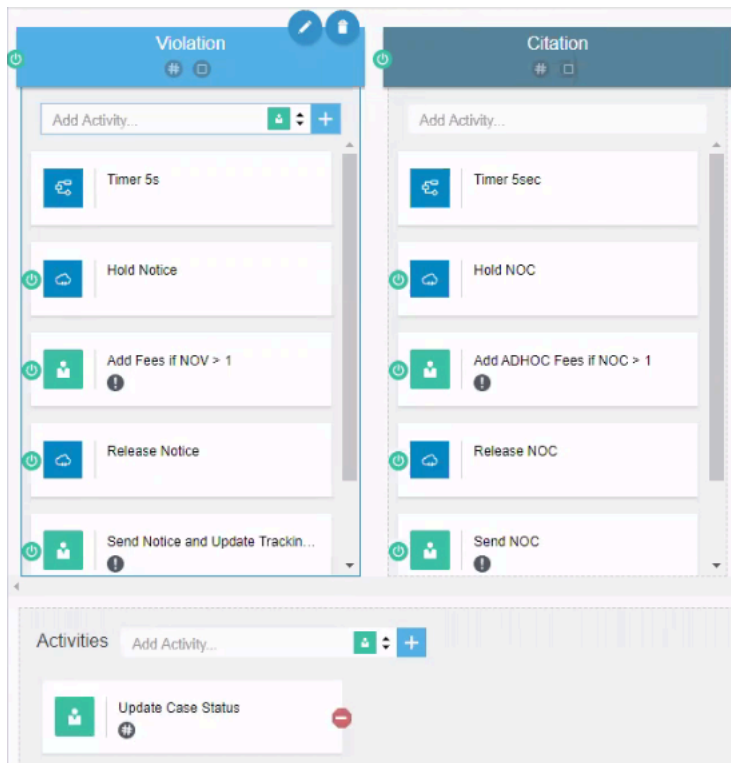 Violation
Citation
Add Activity...
Add Activity...
Timer 5s
Timer 5sec
Hold Notice
Hold NOC
Add Fees if NOV > 1
Add ADHOC Fees if NOC > 1
Release Notice
Release NOC
Send Notice and Update Trackin...
Send NOC
Activities
Add Activity...
Update Case Status